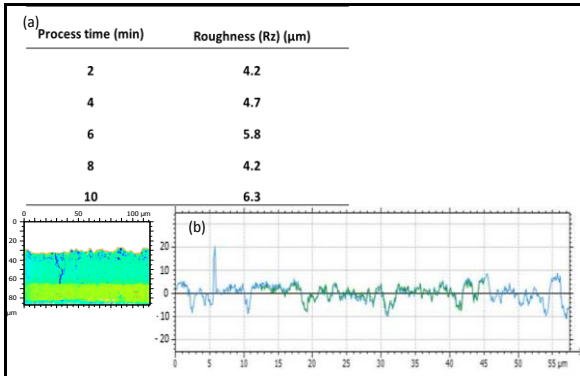 (a)
Process time (min) Roughness (Rz) (µm)
2 4.2
4 4.7
6 5.8
8 4.2
10 6.3
0 50 100 µm
0
20
40
60
80
µm
(b)
20
10
0
- 10
- 20
0 5 10 15 20 25 30 35 40 45 50 55 µm